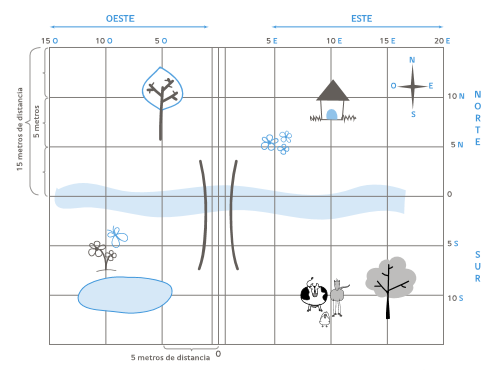 OESTE ESTE
15 O 10 O 5 O 5 E 10 E 15 E 20 E
N
O E
S
10 N
5 N
0
5 S
10 S
NORTE
SUR
15 metros de distancia
5 metros
5 metros de distancia
0